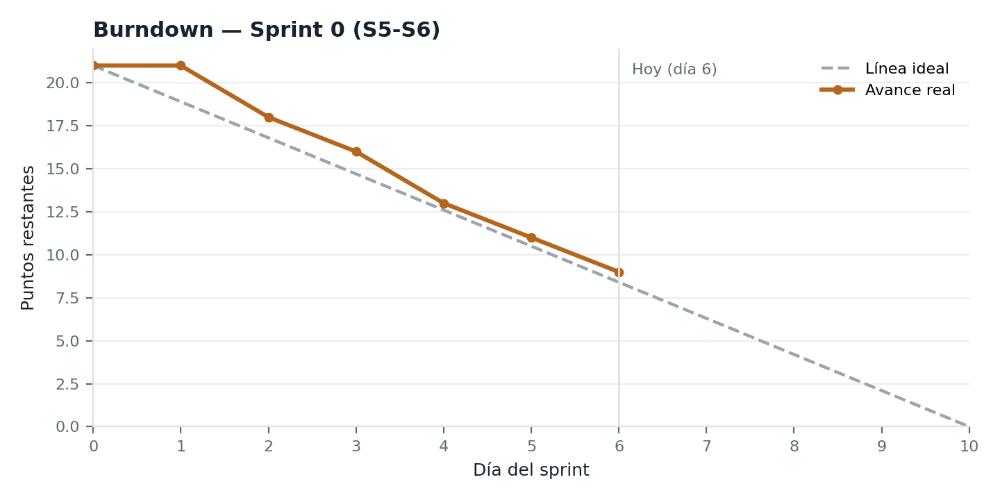 Burndown — Sprint 0 (S5-S6)
Hoy (día 6)
Línea ideal
Avance real
Puntos restantes
20.0
17.5
15.0
12.5
10.0
7.5
5.0
2.5
0.0
0 1 2 3 4 5 6 7 8 9 10
Día del sprint